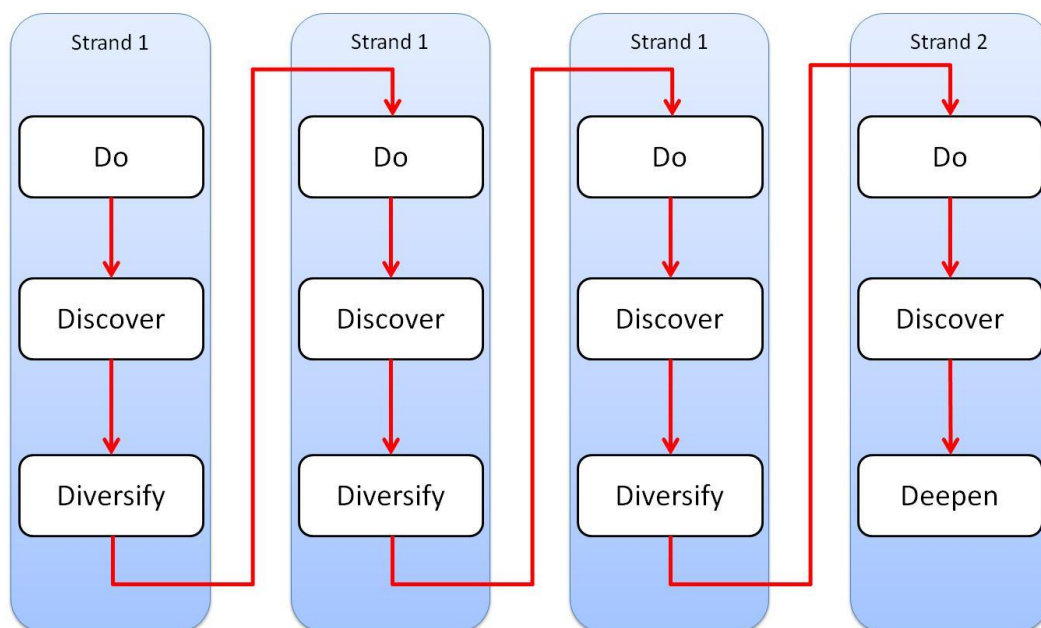 Strand 1
Do
Discover
Diversify
Strand 1
Do
Discover
Diversify
Strand 1
Do
Discover
Diversify
Strand 2
Do
Discover
Deepen